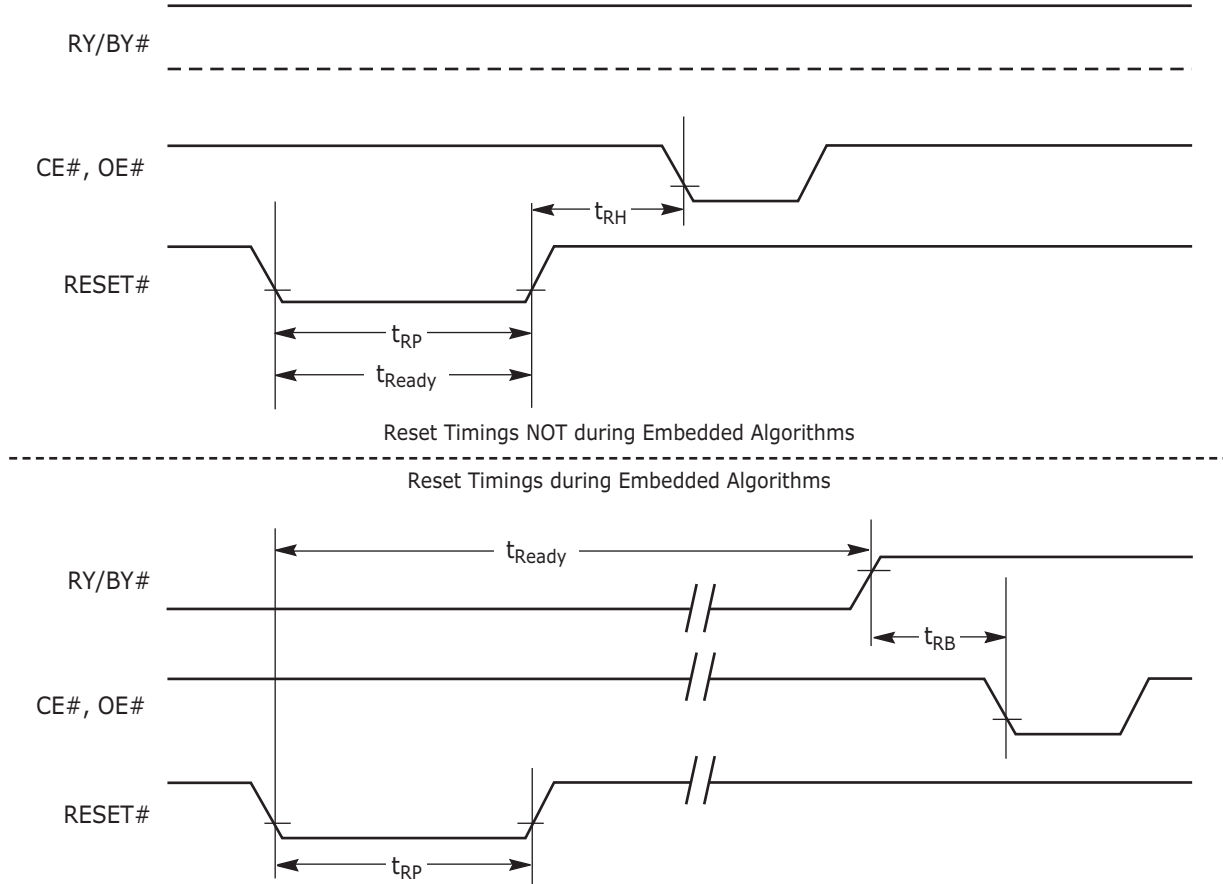 RY/BY#
CE#, OE#
tRH
RESET#
tRP
tReady
Reset Timings NOT during Embedded Algorithms
Reset Timings during Embedded Algorithms
tReady
RY/BY#
tRB
CE#, OE#
RESET#
tRP